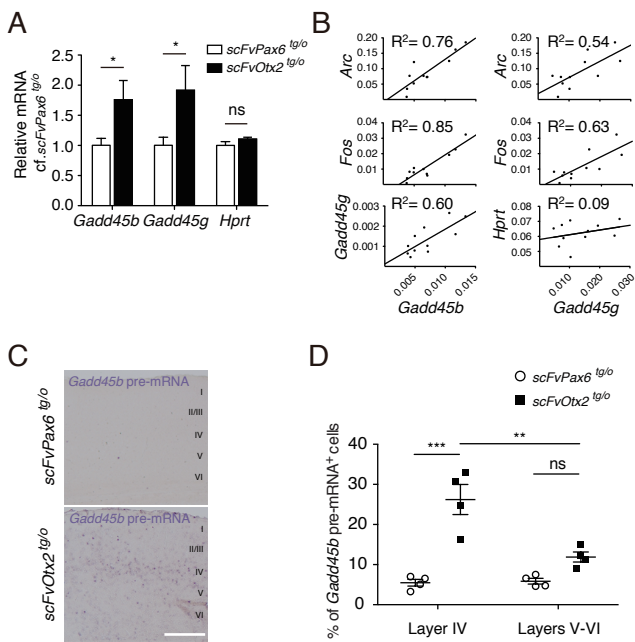 A
scFvPax6 tg/o
scFvOtx2 tg/o
Relative mRNA
cf.scFvPax6 tg/o
2.5
2.0
1.5
1.0
0.5
0.0
*
*
ns
Gadd45b Gadd45g Hprt
B
Arc
0.20
0.15
0.10
0.05
R²= 0.76
Arc
0.20
0.15
0.10
0.05
R²= 0.54
Fos
0.04
0.03
0.02
0.01
0
R²= 0.85
Fos
0.04
0.03
0.02
0.01
0
R²= 0.63
Gadd45g
0.003
0.002
0.001
R²= 0.60
0.005
0.010
0.015
Gadd45b
Hprt
0.08
0.07
0.06
0.05
R²= 0.09
0.010
0.020
0.030
Gadd45g
C
scFvPax6 tg/o
Gadd45b pre-mRNA
I
II/III
IV
V
VI
scFvOtx2 tg/o
Gadd45b pre-mRNA
I
II/III
IV
V
VI
D
scFvPax6 tg/o
scFvOtx2 tg/o
% of Gadd45b pre-mRNA+ cells
40
30
20
10
0
***
**
ns
Layer IV
Layers V-VI